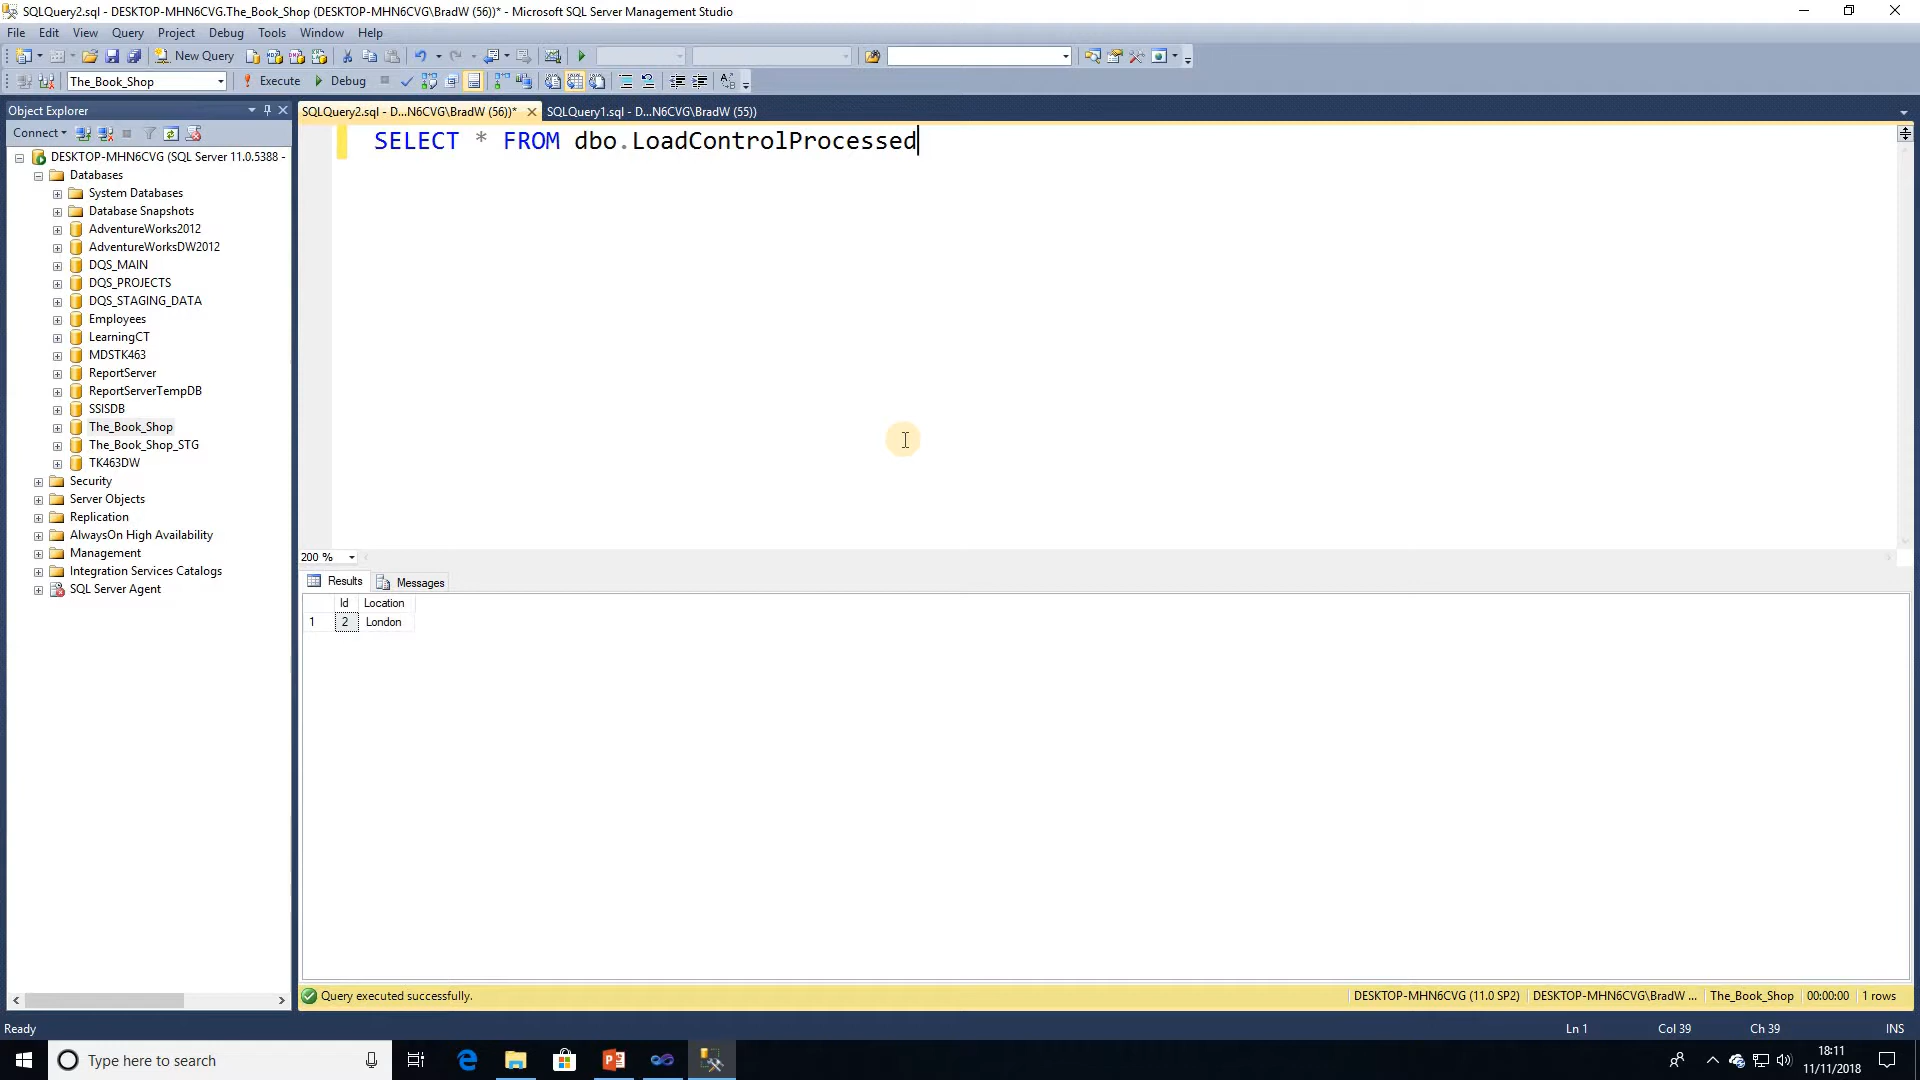 SQLQuery2.sql - DESKTOP-MHN6CVG.The_Book_Shop (DESKTOP-MHN6CVG\BradW (56))* - Microsoft SQL Server Management Studio
File Edit View Query Project Debug Tools Window Help
New Query
The_Book_Shop Execute Debug
Object Explorer
Connect
DESKTOP-MHN6CVG (SQL Server 11.0.5388 -
Databases
System Databases
Database Snapshots
AdventureWorks2012
AdventureWorksDW2012
DQS_MAIN
DQS_PROJECTS
DQS_STAGING_DATA
Employees
LearningCT
MDSTK463
ReportServer
ReportServerTempDB
SSISDB
The_Book_Shop
The_Book_Shop_STG
TK463DW
Security
Server Objects
Replication
AlwaysOn High Availability
Management
Integration Services Catalogs
SQL Server Agent
SQLQuery2.sql - D...N6CVG\BradW (56))* SQLQuery1.sql - D...N6CVG\BradW (55))
SELECT * FROM dbo.LoadControlProcessed
200 %
Results Messages
Id Location
1 2 London
Query executed successfully. DESKTOP-MHN6CVG (11.0 SP2) DESKTOP-MHN6CVG\BradW ... The_Book_Shop 00:00:00 1 rows
Ready Ln 1 Col 39 Ch 39 INS
Type here to search
18:11
11/11/2018